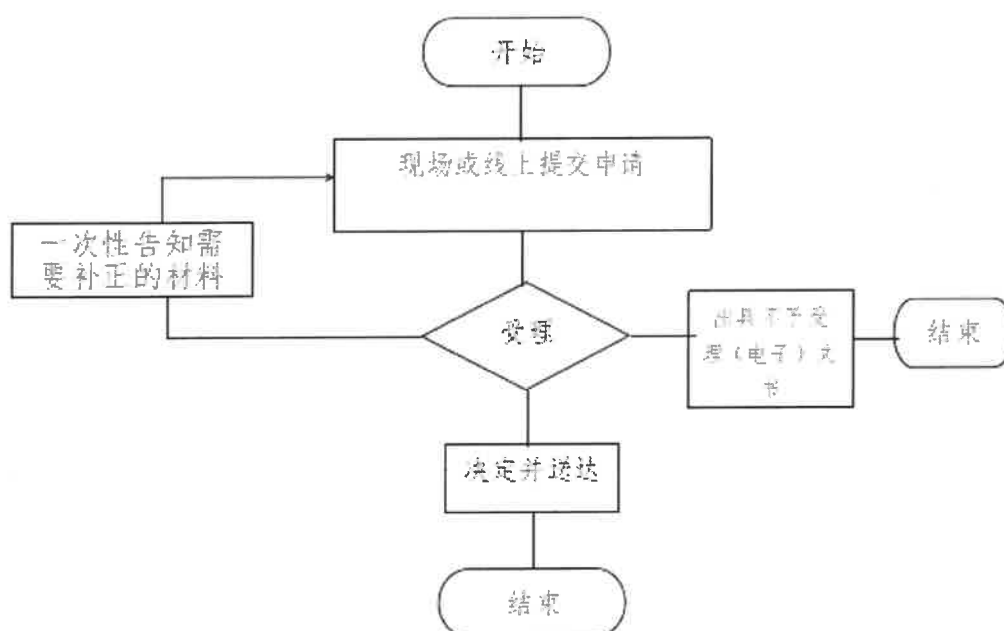 开始
现场或线上提交申请
一次性告知需
要补正的材料
受理
出具不予受
理（电子）文
书
结束
决定并送达
结束